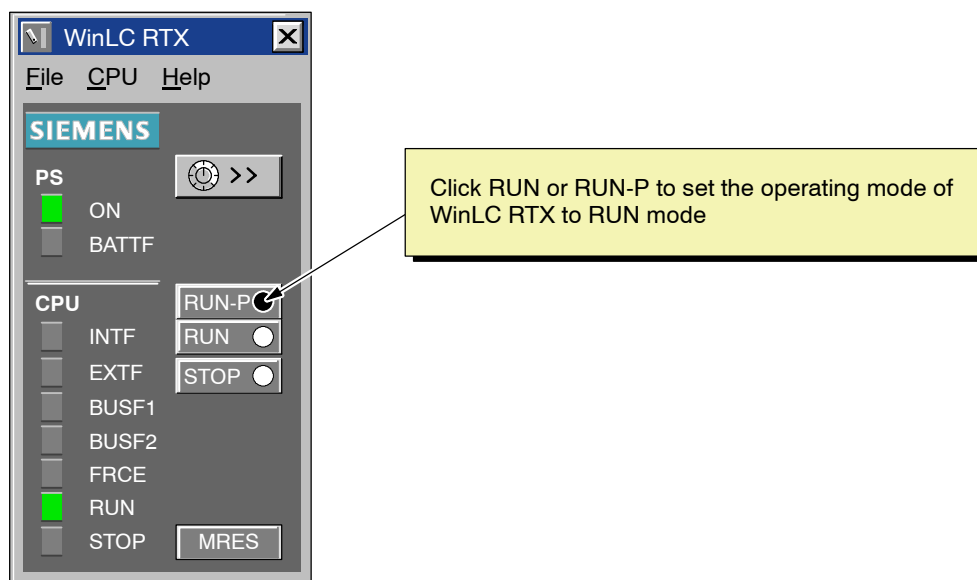 WinLC RTX
File CPU Help
SIEMENS
PS
>>
ON
BATTF
CPU
RUN-P
INTF
RUN
EXTF
STOP
BUSF1
BUSF2
FRCE
RUN
STOP
MRES
Click RUN or RUN-P to set the operating mode of
WinLC RTX to RUN mode